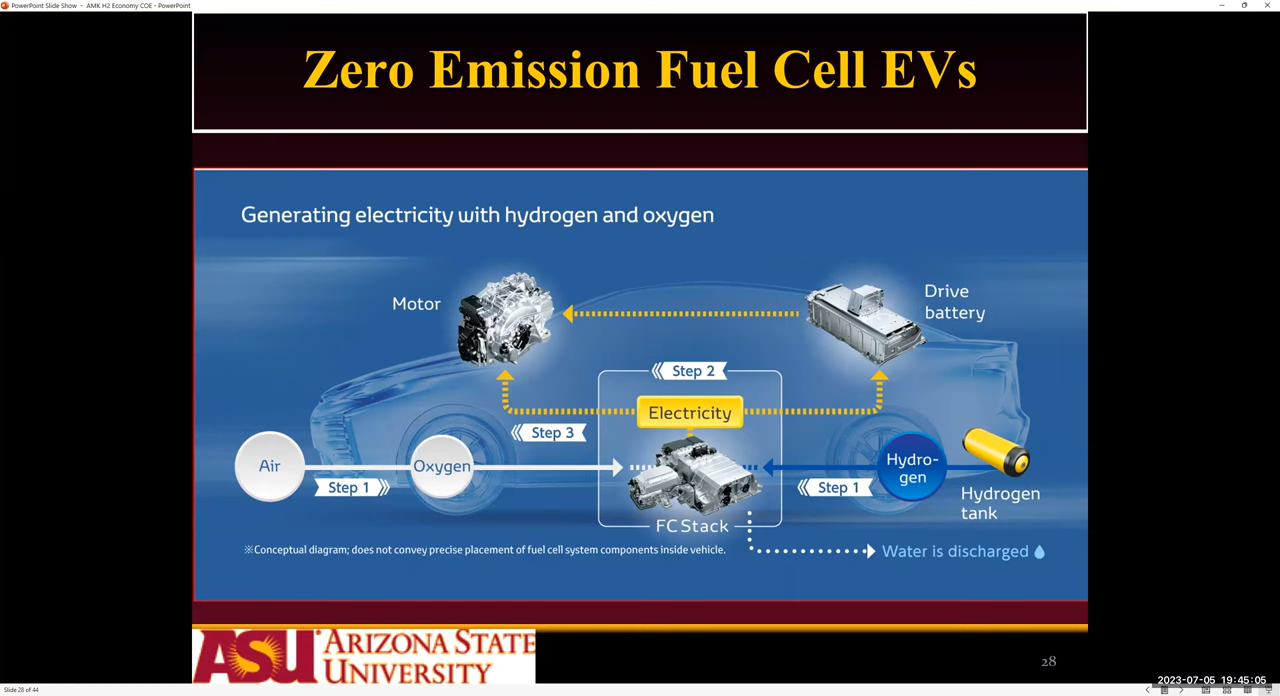 PowerPoint Slide Show - AMK H2 Economy COE - PowerPoint
Zero Emission Fuel Cell EVs
Generating electricity with hydrogen and oxygen
Motor
Drive
battery
Step 2
Electricity
Step 3
Air
Oxygen
Hydro-
gen
Step 1
Step 1
Hydrogen
tank
FC Stack
※Conceptual diagram; does not convey precise placement of fuel cell system components inside vehicle.
Water is discharged
ASU ARIZONA STATE
UNIVERSITY
28
2023-07-05 19:45:05
Slide 28 of 44